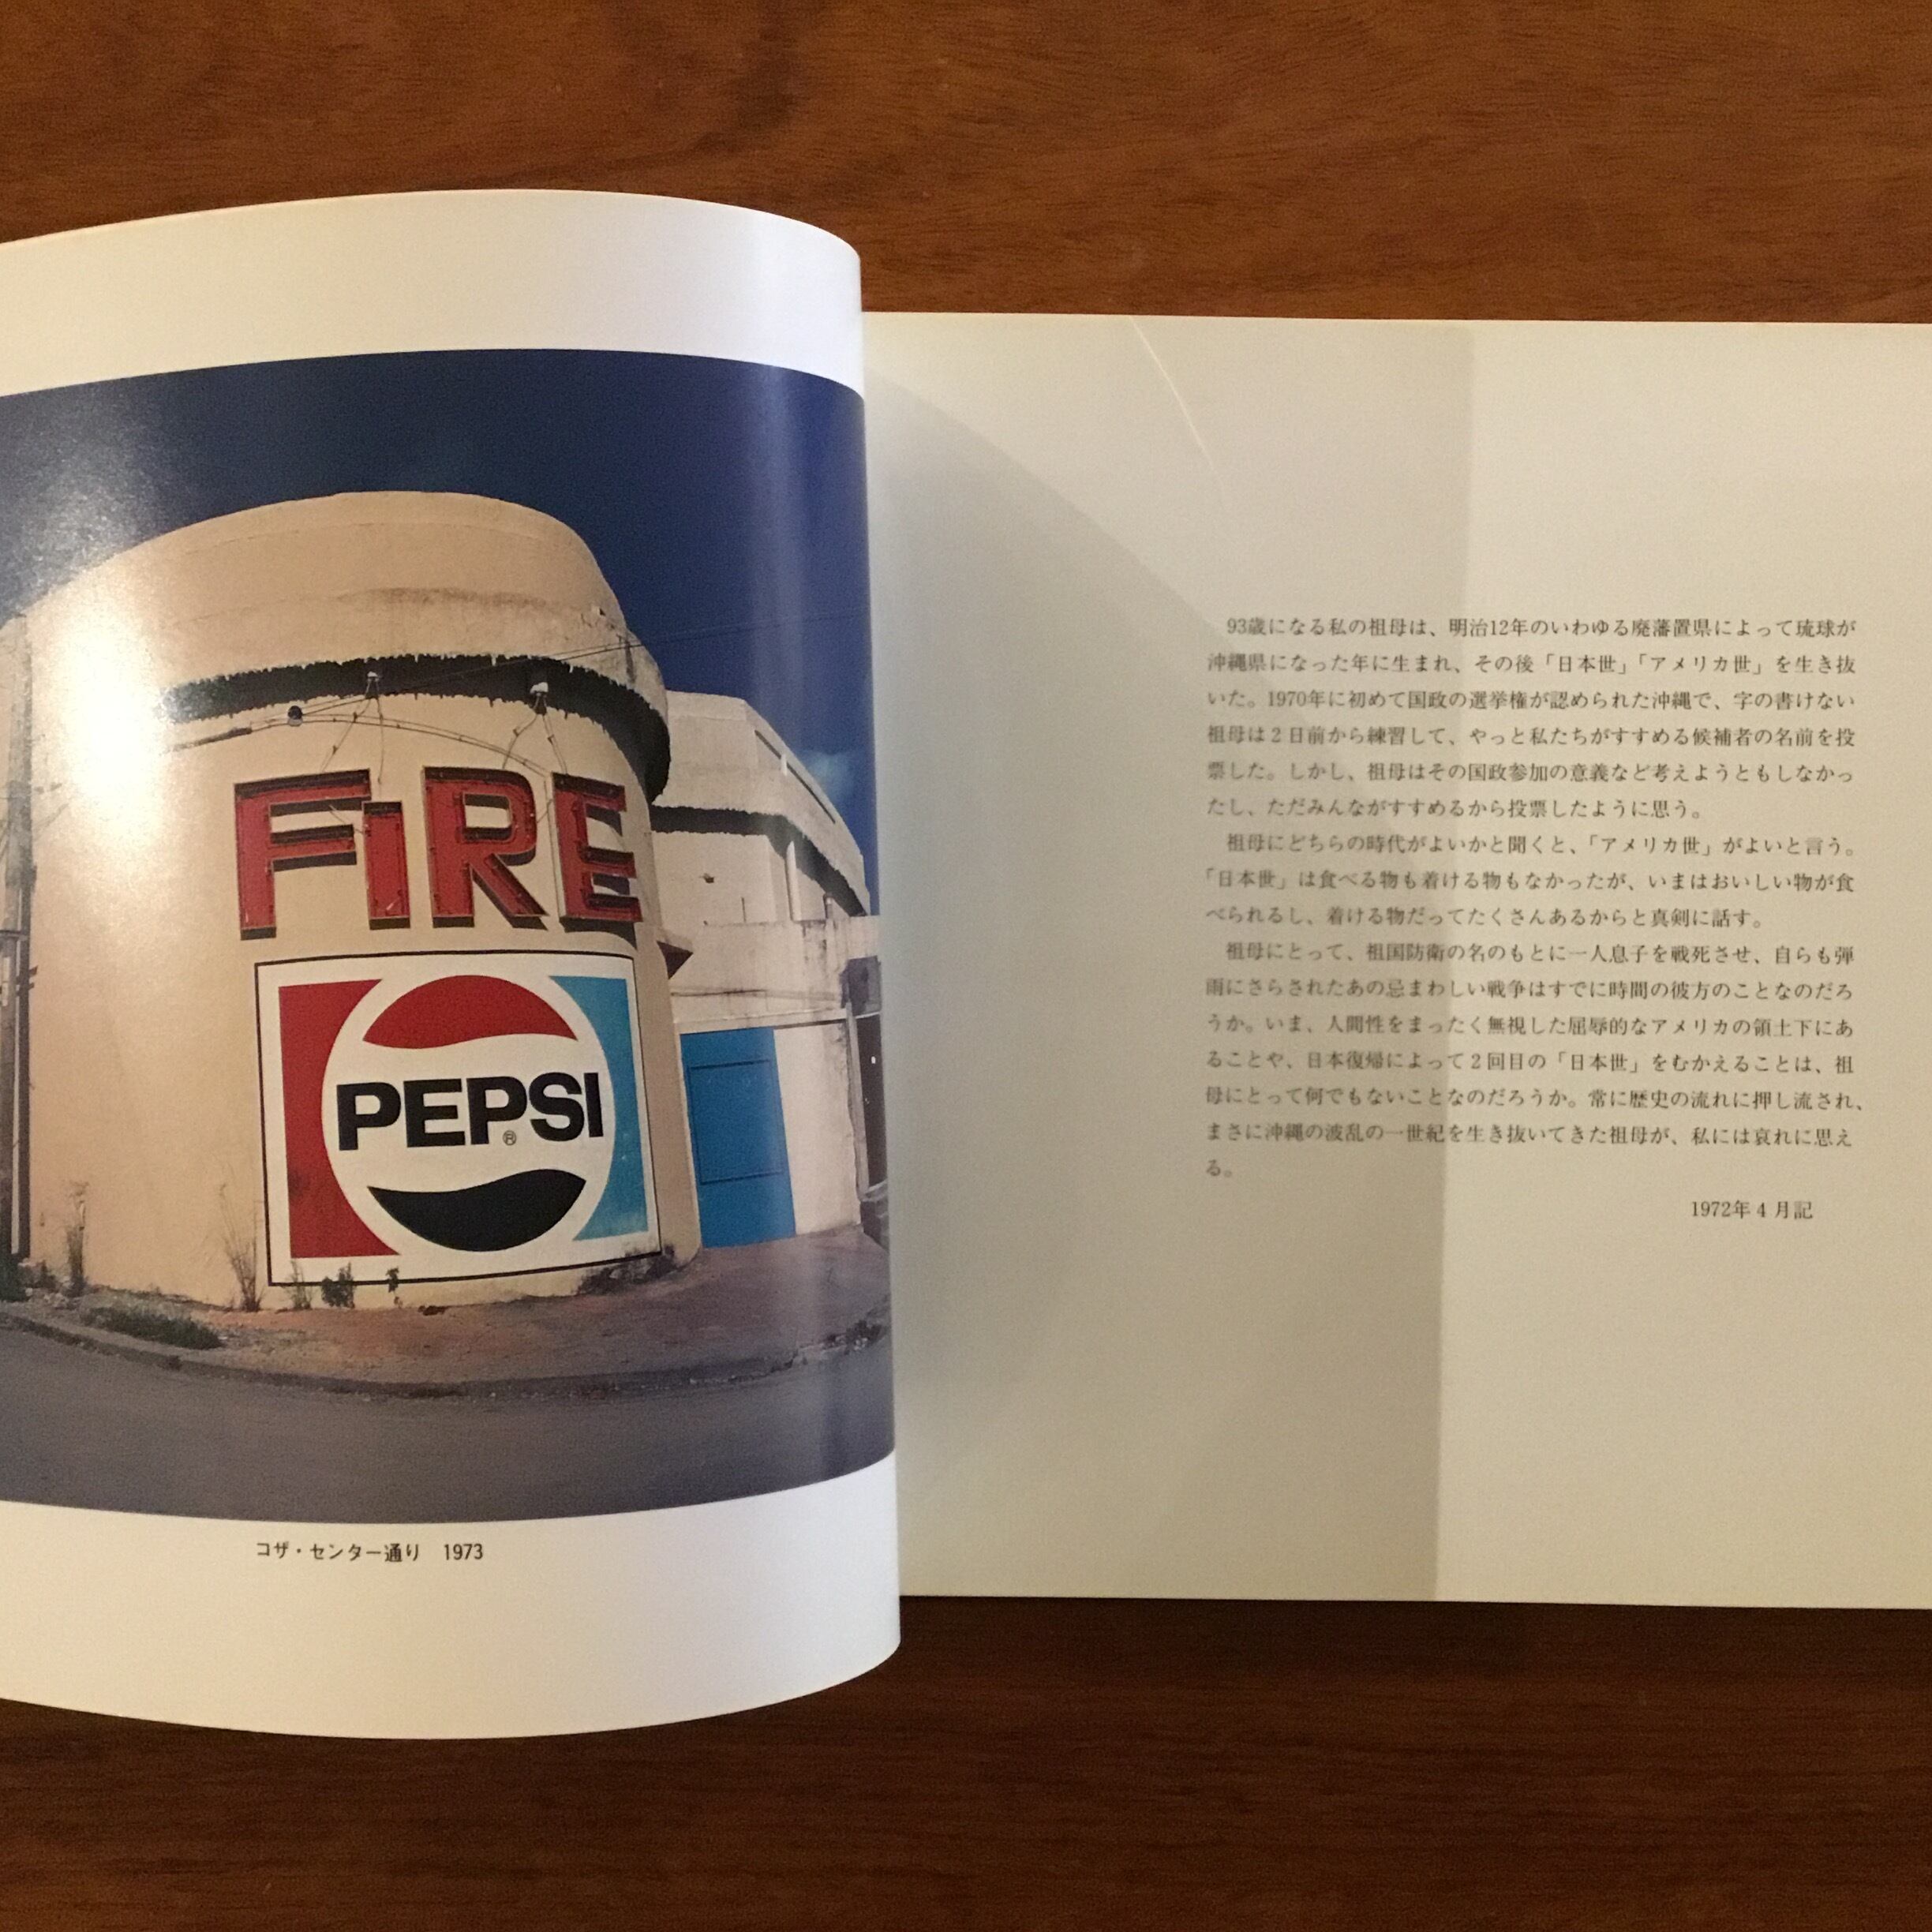 FiRE
PEPSI
®
コザ・センター通り　1973
93歳になる私の祖母は、明治12年のいわゆる廃藩置県によって琉球が
沖縄県になった年に生まれ、その後「日本世」「アメリカ世」を生き抜
いた。1970年に初めて国政の選挙権が認められた沖縄で、字の書けない
祖母は2日前から練習して、やっと私たちがすすめる候補者の名前を投
票した。しかし、祖母はその国政参加の意義など考えようともしなかっ
たし、ただみんながすすめるから投票したように思う。
祖母にどちらの時代がよいかと聞くと、「アメリカ世」がよいと言う。
「日本世」は食べる物も着ける物もなかったが、いまはおいしい物が食
べられるし、着ける物だってたくさんあるからと真剣に話す。
祖母にとって、祖国防衛の名のもとに一人息子を戦死させ、自らも弾
雨にさらされたあの忌まわしい戦争はすでに時間の彼方のことなのだろ
うか。いま、人間性をまったく無視した屈辱的なアメリカの領土下にあ
ることや、日本復帰によって2回目の「日本世」をむかえることは、祖
母にとって何でもないことなのだろうか。常に歴史の流れに押し流され、
まさに沖縄の波乱の一世紀を生き抜いてきた祖母が、私には哀れに思え
る。
1972年4月記